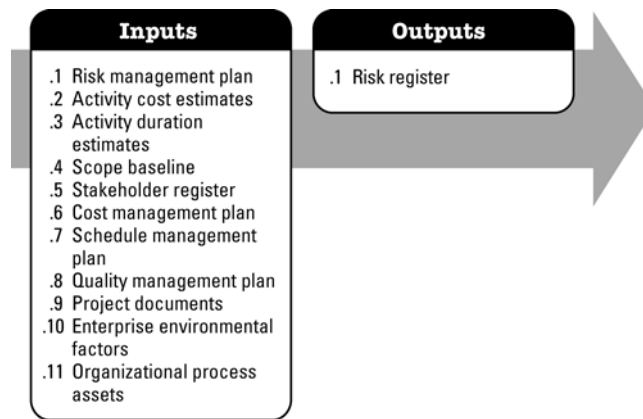 Inputs
.1 Risk management plan
.2 Activity cost estimates
.3 Activity duration
estimates
.4 Scope baseline
.5 Stakeholder register
.6 Cost management plan
.7 Schedule management
plan
.8 Quality management plan
.9 Project documents
.10 Enterprise environmental
factors
.11 Organizational process
assets
Outputs
.1 Risk register